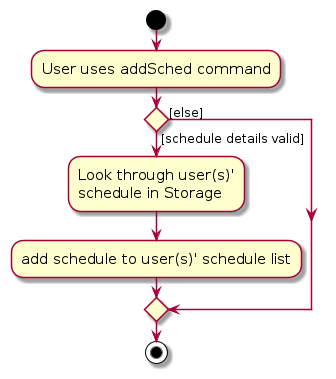 User uses addSched command
[else]
[schedule details valid]
Look through user(s)'
schedule in Storage
add schedule to user(s)' schedule list